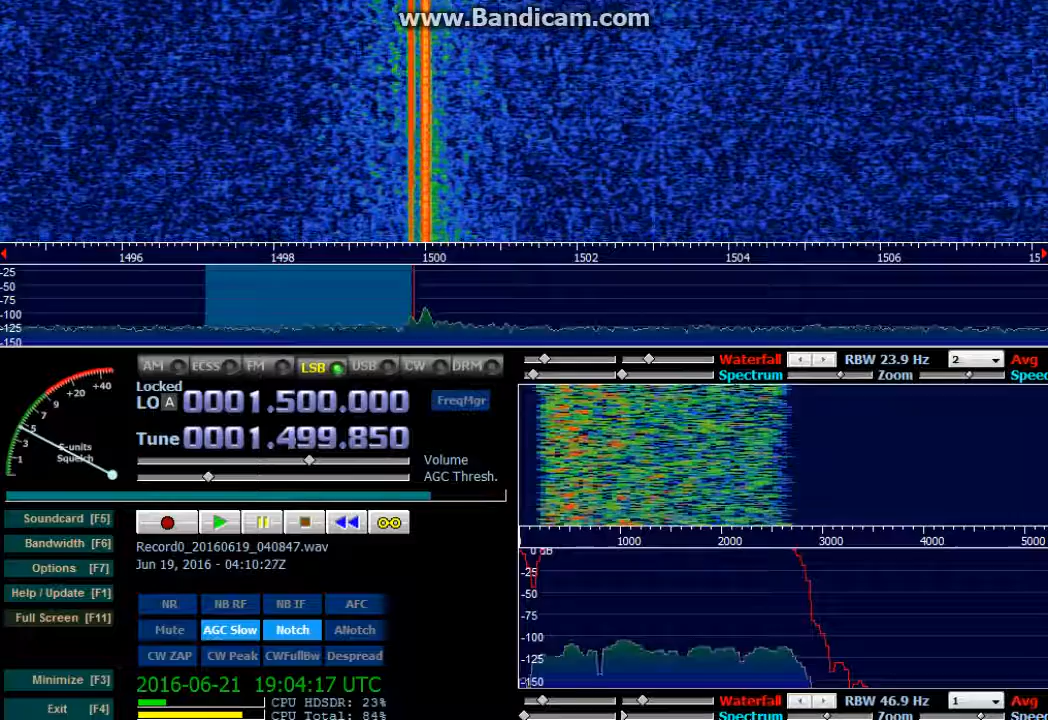 www.Bandicam.com
1496 1498 1500 1502 1504 1506 15
-25
-50
-75
-100
-125
-150
AM ECSS FM LSB USB CW DRM
Waterfall RBW 23.9 Hz 2 Avg
Spectrum Zoom Speed
+40
+20
9
7
5
3
1
S-units
Squelch
Locked
LO A 0001.500.000 FreqMgr
Tune 0001.499.850
Volume
AGC Thresh.
Soundcard [F5]
Bandwidth [F6]
Options [F7]
Help / Update [F1]
Full Screen [F11]
Minimize [F3]
Exit [F4]
Record0_20160619_040847.wav
Jun 19, 2016 - 04:10:27Z
NR NB RF NB IF AFC
Mute AGC Slow Notch ANotch
CW ZAP CW Peak CWFullBw Despread
2016-06-21 19:04:17 UTC
CPU HDSDR: 23%
CPU Total: 84%
1000 2000 3000 4000 5000
0 dB
-25
-50
-75
-100
-125
-150
Waterfall RBW 46.9 Hz 1 Avg
Spectrum Zoom Speed